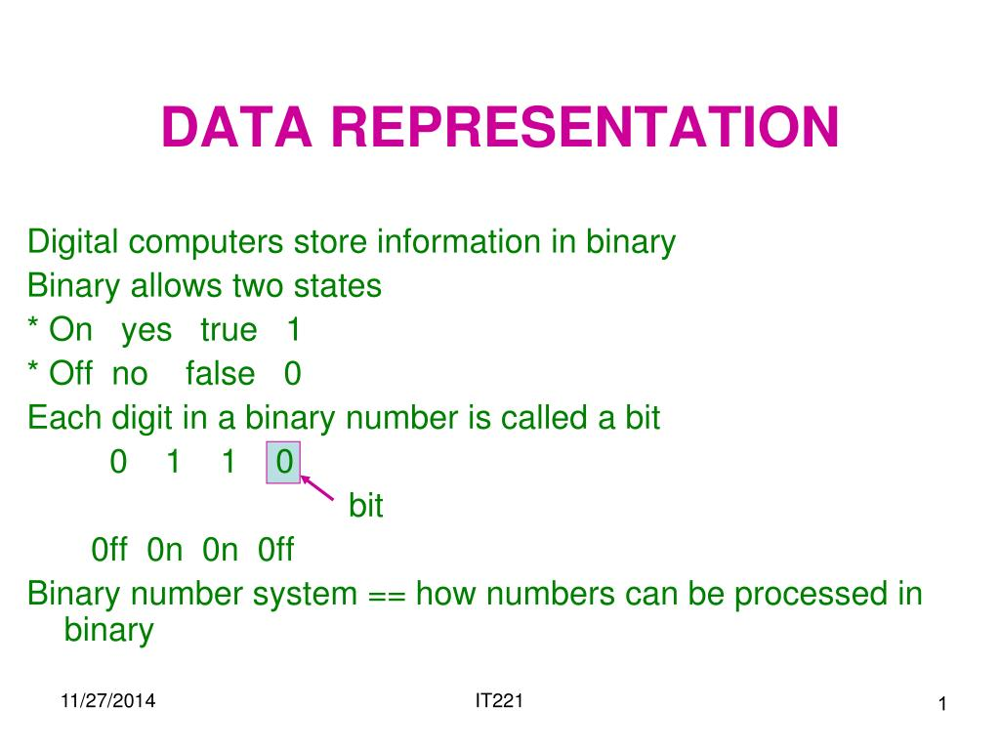 DATA REPRESENTATION
Digital computers store information in binary
Binary allows two states
* On yes true 1
* Off no false 0
Each digit in a binary number is called a bit
0 1 1 0
bit
0ff 0n 0n 0ff
Binary number system == how numbers can be processed in
binary
11/27/2014 IT221 1